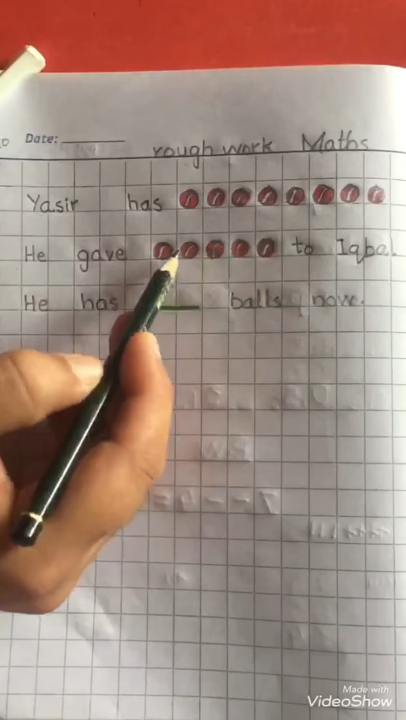 Date:
rough work Maths
Yasir has
He gave to Iqbal
He has balls now.
Made with
VideoShow